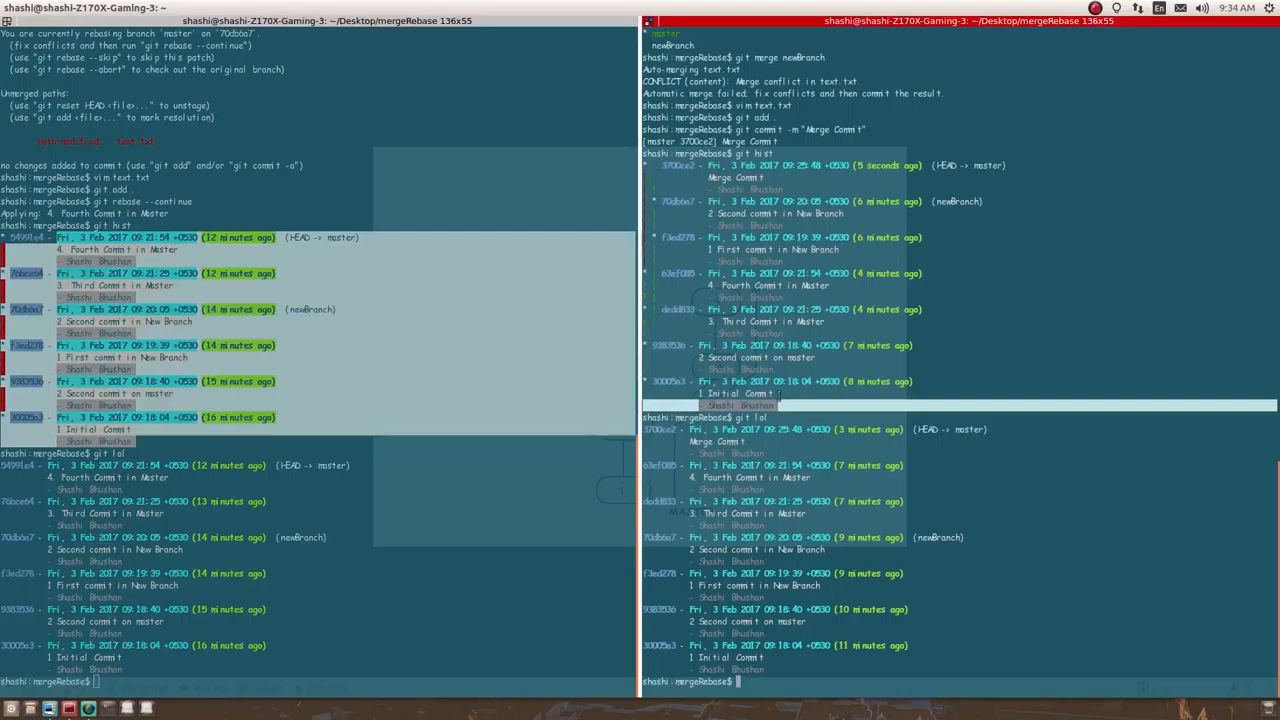 shashi@shashi-Z170X-Gaming-3: ~
En
9:34 AM
shashi@shashi-Z170X-Gaming-3: ~/Desktop/mergeRebase 136x55
You are currently rebasing branch 'master' on '70db6a7'.
(fix conflicts and then run "git rebase --continue")
(use "git rebase --skip" to skip this patch)
(use "git rebase --abort" to check out the original branch)
Unmerged paths:
(use "git reset HEAD <file>..." to unstage)
(use "git add <file>..." to mark resolution)
both modified: text.txt
no changes added to commit (use "git add" and/or "git commit -a")
shashi:mergeRebase$ vim text.txt
shashi:mergeRebase$ git add .
shashi:mergeRebase$ git rebase --continue
Applying: 4. Fourth Commit in Master
shashi:mergeRebase$ git hist
* 54991e4 - Fri, 3 Feb 2017 09:21:54 +0530 (12 minutes ago) (HEAD -> master)
4. Fourth Commit in Master
- Shashi Bhushan
* 76bce64 - Fri, 3 Feb 2017 09:21:25 +0530 (12 minutes ago)
3. Third Commit in Master
- Shashi Bhushan
* 70db6a7 - Fri, 3 Feb 2017 09:20:05 +0530 (14 minutes ago) (newBranch)
2 Second commit in New Branch
- Shashi Bhushan
* f3ed278 - Fri, 3 Feb 2017 09:19:39 +0530 (14 minutes ago)
1 First commit in New Branch
- Shashi Bhushan
* 9383536 - Fri, 3 Feb 2017 09:18:40 +0530 (15 minutes ago)
2 Second commit on master
- Shashi Bhushan
* 30005a3 - Fri, 3 Feb 2017 09:18:04 +0530 (16 minutes ago)
1 Initial Commit
- Shashi Bhushan
shashi:mergeRebase$ git lol
54991e4 - Fri, 3 Feb 2017 09:21:54 +0530 (12 minutes ago) (HEAD -> master)
4. Fourth Commit in Master
- Shashi Bhushan
76bce64 - Fri, 3 Feb 2017 09:21:25 +0530 (13 minutes ago)
3. Third Commit in Master
- Shashi Bhushan
70db6a7 - Fri, 3 Feb 2017 09:20:05 +0530 (14 minutes ago) (newBranch)
2 Second commit in New Branch
- Shashi Bhushan
f3ed278 - Fri, 3 Feb 2017 09:19:39 +0530 (14 minutes ago)
1 First commit in New Branch
- Shashi Bhushan
9383536 - Fri, 3 Feb 2017 09:18:40 +0530 (15 minutes ago)
2 Second commit on master
- Shashi Bhushan
30005a3 - Fri, 3 Feb 2017 09:18:04 +0530 (16 minutes ago)
1 Initial Commit
- Shashi Bhushan
shashi:mergeRebase$
shashi@shashi-Z170X-Gaming-3: ~/Desktop/mergeRebase 136x55
* master
newBranch
shashi:mergeRebase$ git merge newBranch
Auto-merging text.txt
CONFLICT (content): Merge conflict in text.txt
Automatic merge failed; fix conflicts and then commit the result.
shashi:mergeRebase$ vim text.txt
shashi:mergeRebase$ git add .
shashi:mergeRebase$ git commit -m "Merge Commit"
[master 3700ce2] Merge Commit
shashi:mergeRebase$ git hist
* 3700ce2 - Fri, 3 Feb 2017 09:25:48 +0530 (5 seconds ago) (HEAD -> master)
Merge Commit
- Shashi Bhushan
* 70db6a7 - Fri, 3 Feb 2017 09:20:05 +0530 (6 minutes ago) (newBranch)
2 Second commit in New Branch
- Shashi Bhushan
* f3ed278 - Fri, 3 Feb 2017 09:19:39 +0530 (6 minutes ago)
1 First commit in New Branch
- Shashi Bhushan
* 63ef085 - Fri, 3 Feb 2017 09:21:54 +0530 (4 minutes ago)
4. Fourth Commit in Master
- Shashi Bhushan
* dedd833 - Fri, 3 Feb 2017 09:21:25 +0530 (4 minutes ago)
3. Third Commit in Master
- Shashi Bhushan
* 9383536 - Fri, 3 Feb 2017 09:18:40 +0530 (7 minutes ago)
2 Second commit on master
- Shashi Bhushan
* 30005a3 - Fri, 3 Feb 2017 09:18:04 +0530 (8 minutes ago)
1 Initial Commit
- Shashi Bhushan
shashi:mergeRebase$ git lol
3700ce2 - Fri, 3 Feb 2017 09:25:48 +0530 (3 minutes ago) (HEAD -> master)
Merge Commit
- Shashi Bhushan
63ef085 - Fri, 3 Feb 2017 09:21:54 +0530 (7 minutes ago)
4. Fourth Commit in Master
- Shashi Bhushan
dedd833 - Fri, 3 Feb 2017 09:21:25 +0530 (7 minutes ago)
3. Third Commit in Master
- Shashi Bhushan
70db6a7 - Fri, 3 Feb 2017 09:20:05 +0530 (9 minutes ago) (newBranch)
2 Second commit in New Branch
- Shashi Bhushan
f3ed278 - Fri, 3 Feb 2017 09:19:39 +0530 (9 minutes ago)
1 First commit in New Branch
- Shashi Bhushan
9383536 - Fri, 3 Feb 2017 09:18:40 +0530 (10 minutes ago)
2 Second commit on master
- Shashi Bhushan
30005a3 - Fri, 3 Feb 2017 09:18:04 +0530 (11 minutes ago)
1 Initial Commit
- Shashi Bhushan
shashi:mergeRebase$